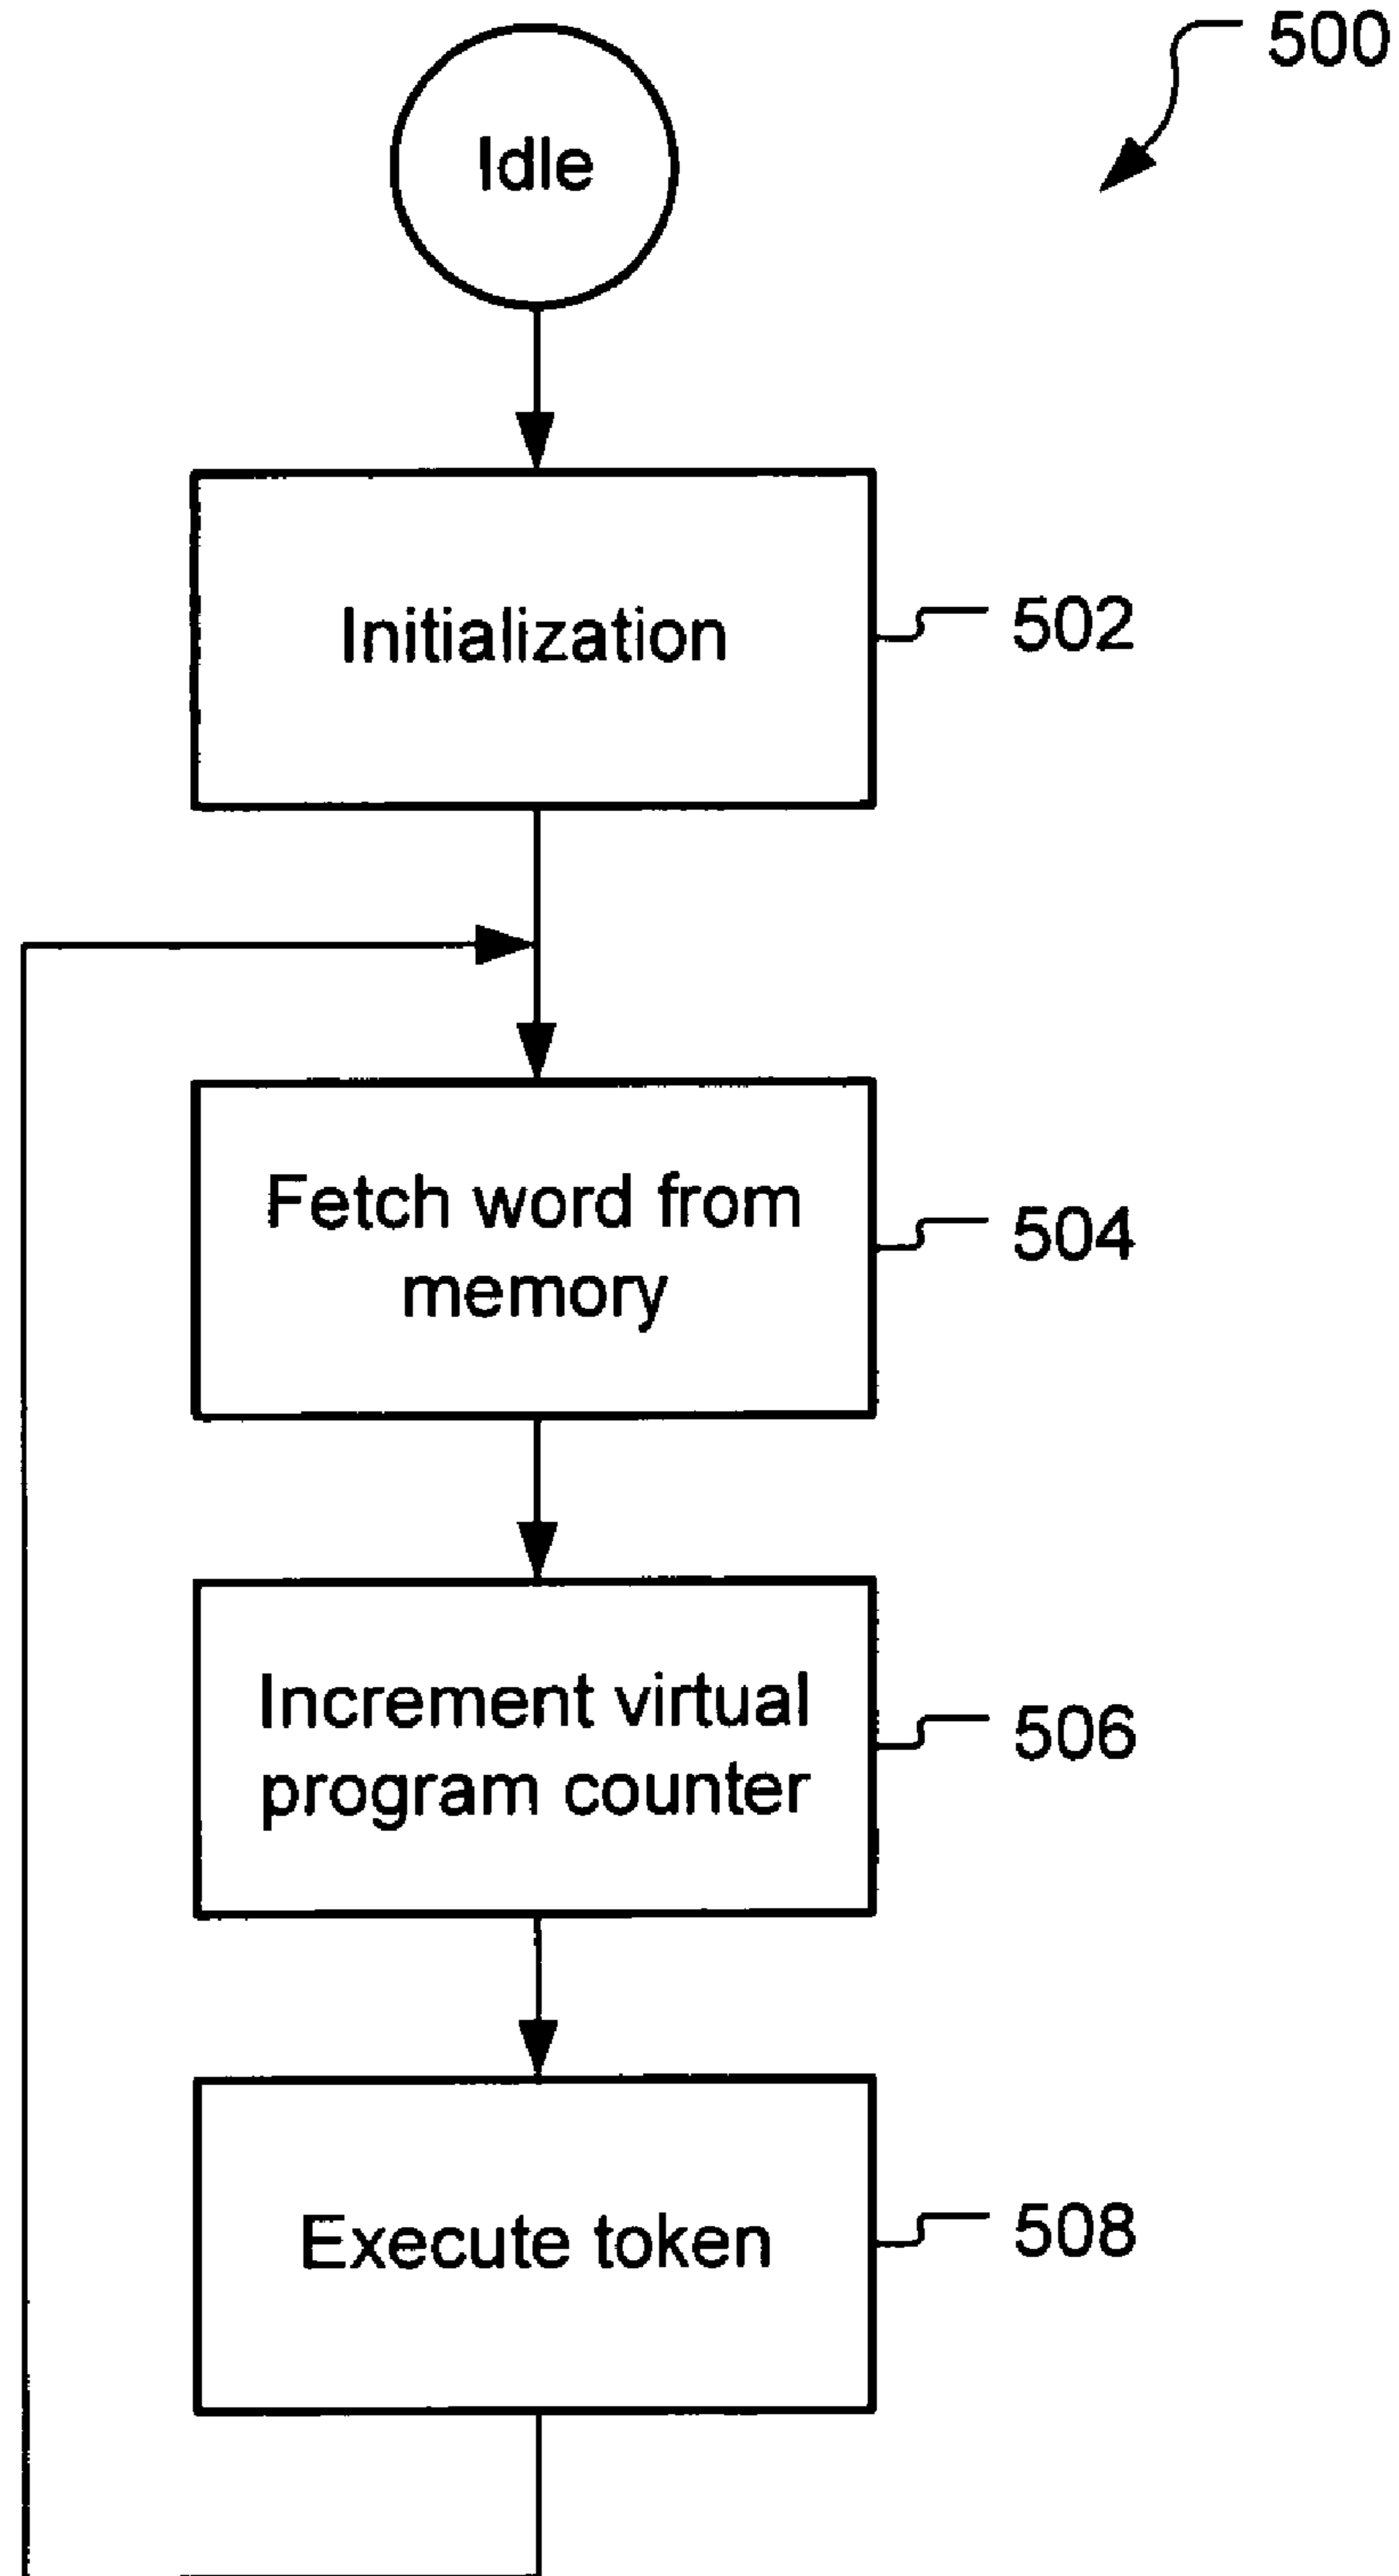 500
Idle
Initialization
502
Fetch word from
memory
504
Increment virtual
program counter
506
Execute token
508